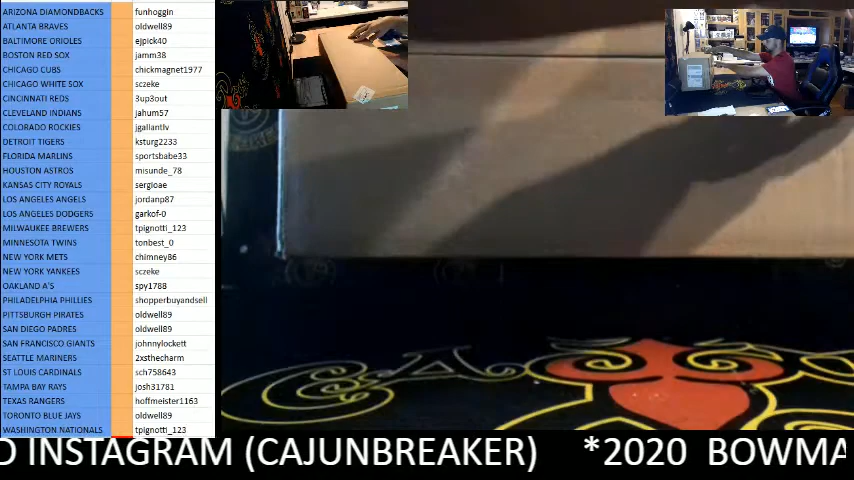 ARIZONA DIAMONDBACKS funhoggin
ATLANTA BRAVES oldwell89
BALTIMORE ORIOLES ejpick40
BOSTON RED SOX jamm38
CHICAGO CUBS chickmagnet1977
CHICAGO WHITE SOX sczeke
CINCINNATI REDS 3up3out
CLEVELAND INDIANS jahum57
COLORADO ROCKIES jgallantlv
DETROIT TIGERS ksturg2233
FLORIDA MARLINS sportsbabe33
HOUSTON ASTROS misunde_78
KANSAS CITY ROYALS sergioae
LOS ANGELES ANGELS jordanp87
LOS ANGELES DODGERS garkof-0
MILWAUKEE BREWERS tpignotti_123
MINNESOTA TWINS tonbest_0
NEW YORK METS chimney86
NEW YORK YANKEES sczeke
OAKLAND A'S spy1788
PHILADELPHIA PHILLIES shopperbuyandsell
PITTSBURGH PIRATES oldwell89
SAN DIEGO PADRES oldwell89
SAN FRANCISCO GIANTS johnnylockett
SEATTLE MARINERS 2xsthecharm
ST LOUIS CARDINALS sch758643
TAMPA BAY RAYS josh31781
TEXAS RANGERS hoffmeister1163
TORONTO BLUE JAYS oldwell89
WASHINGTON NATIONALS tpignotti_123
D INSTAGRAM (CAJUNBREAKER) *2020 BOWMA